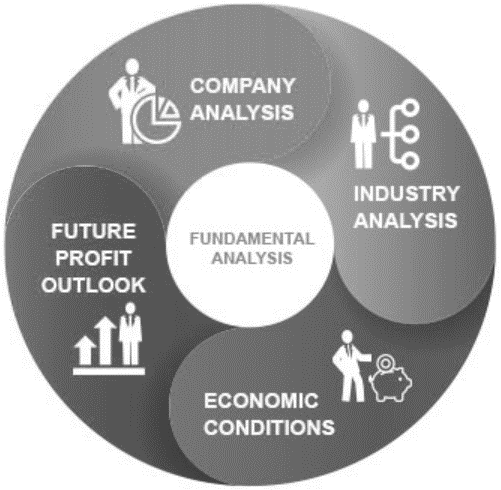 COMPANY
ANALYSIS
INDUSTRY
ANALYSIS
FUTURE
PROFIT
OUTLOOK
FUNDAMENTAL
ANALYSIS
ECONOMIC
CONDITIONS